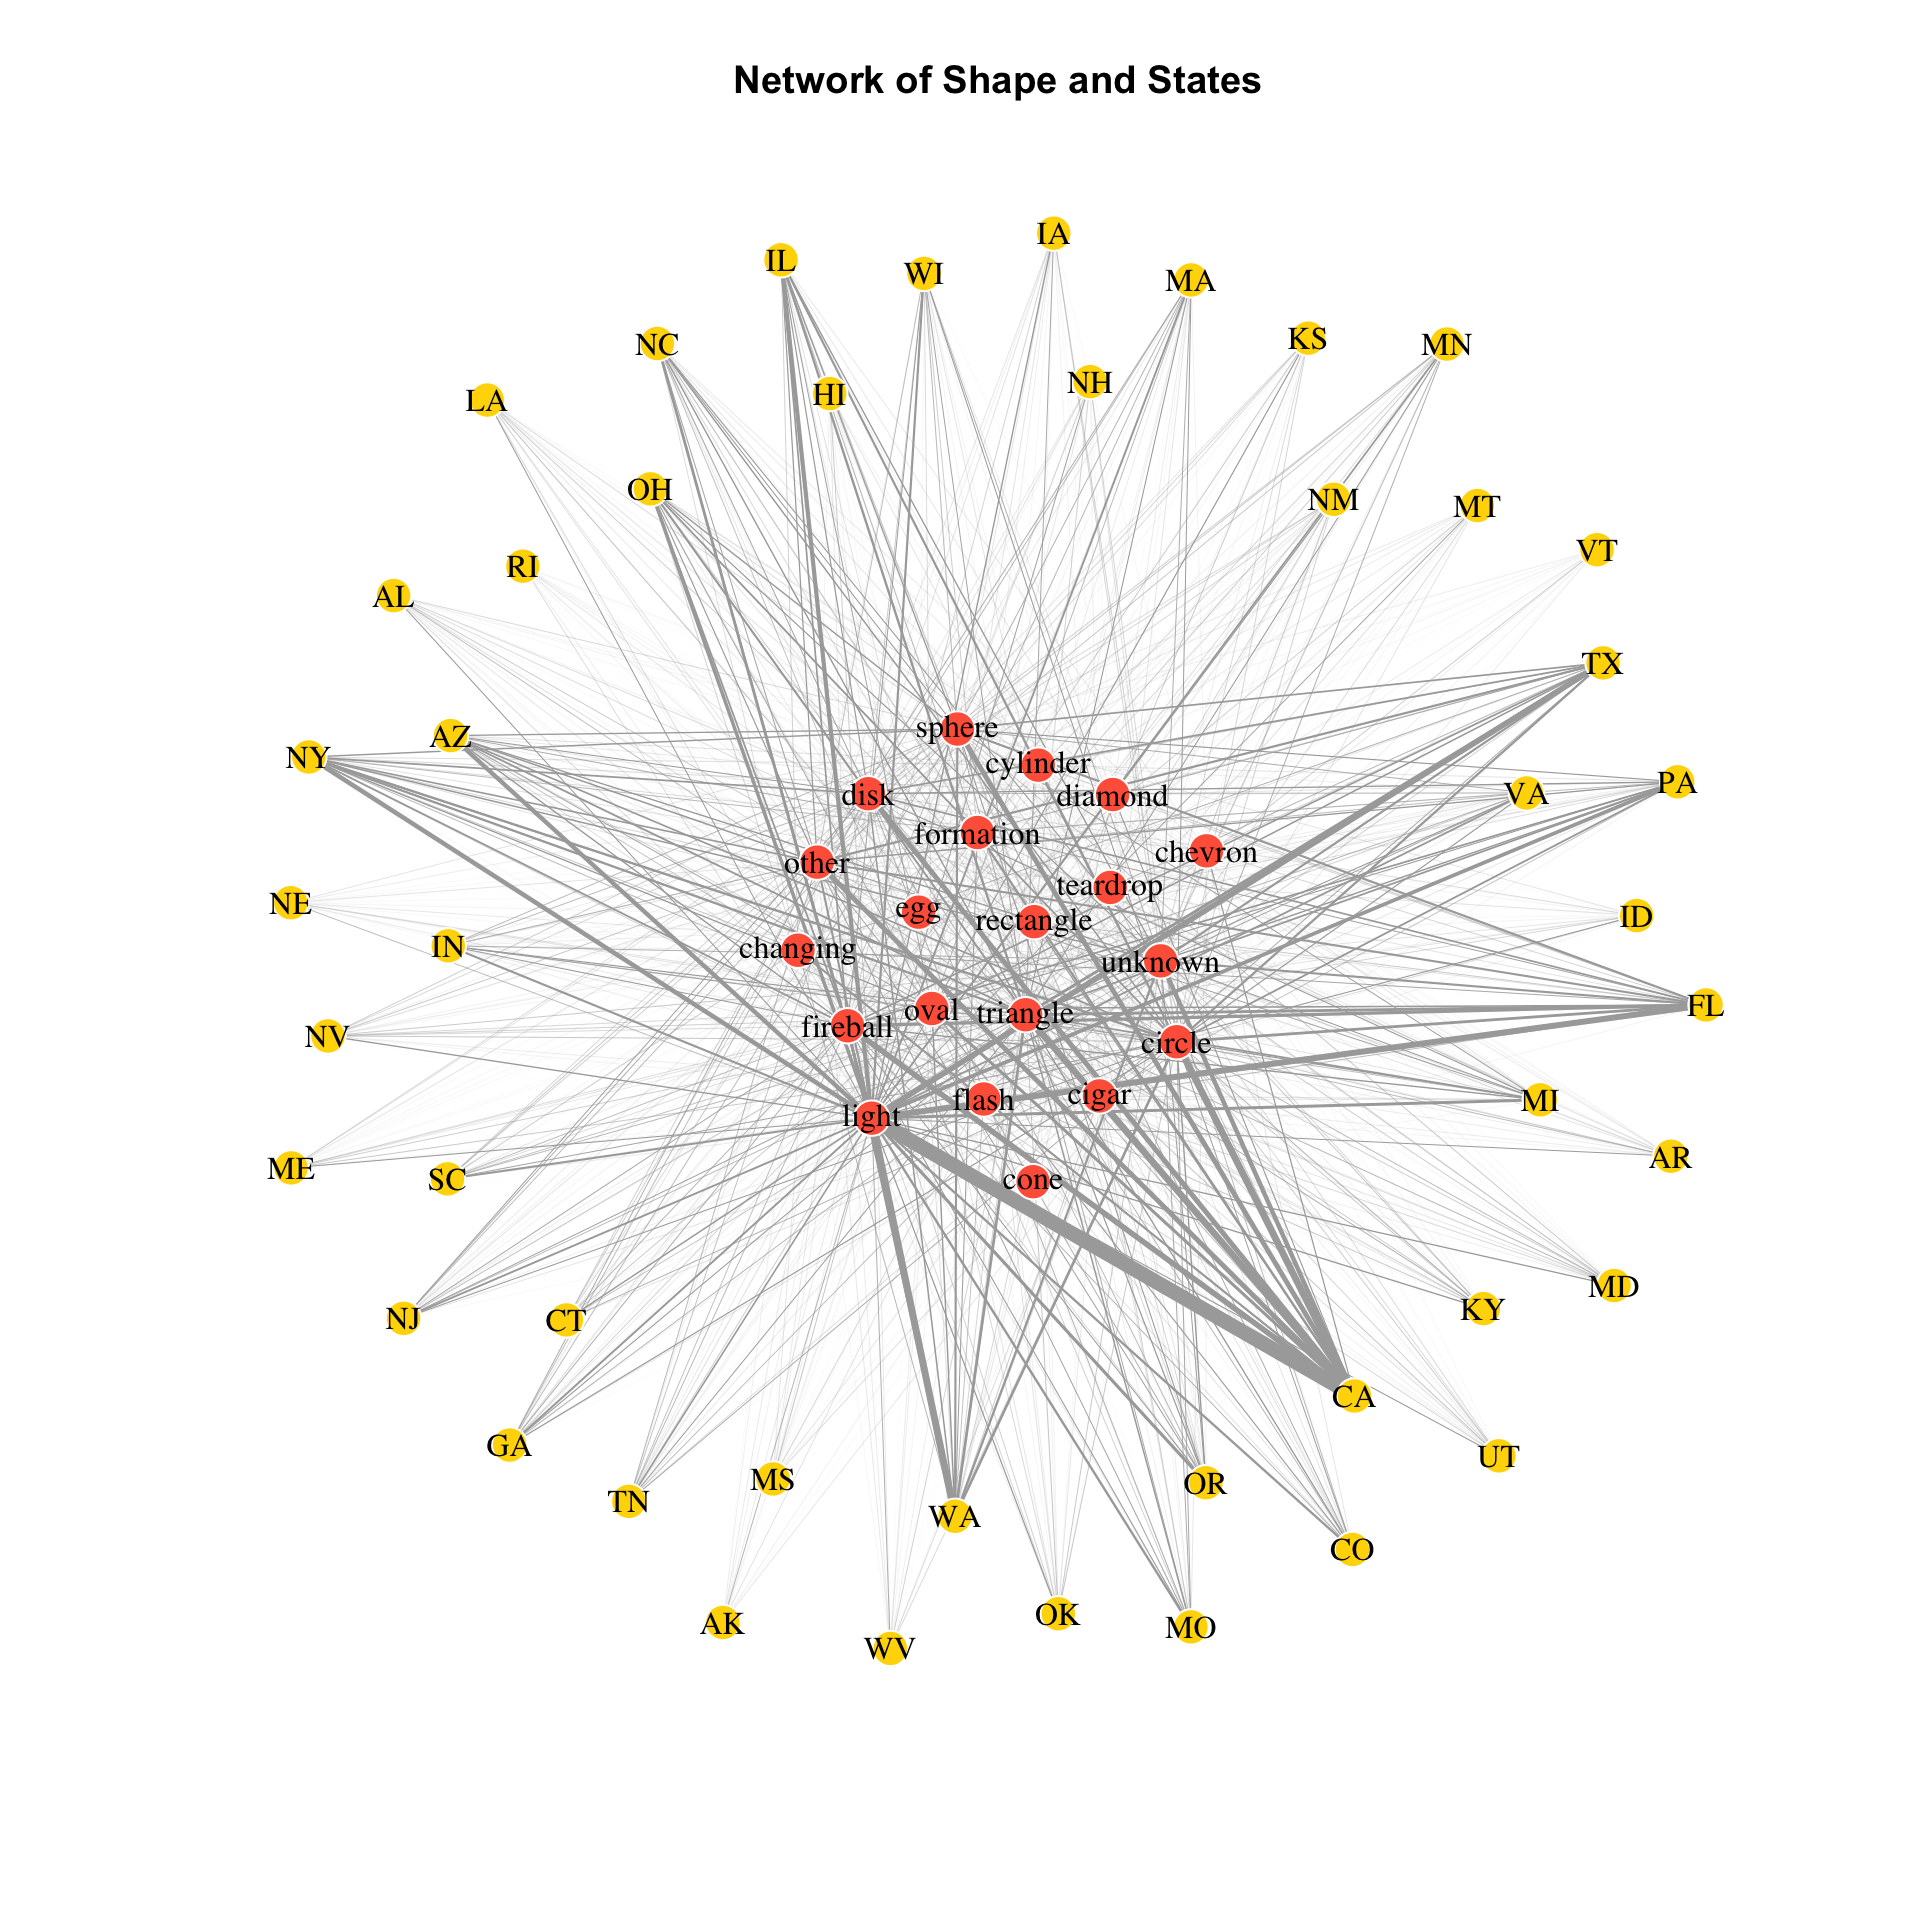 Network of Shape and States
IA
IL
WI
MA
KS
MN
NC
HI
NH
LA
OH
NM
MT
VT
RI
AL
TX
sphere
AZ
NY
cylinder
disk
diamond
VA
PA
formation
chevron
other
teardrop
NE
egg
rectangle
ID
IN
changing
unknown
FL
oval
triangle
NV
fireball
circle
flash
cigar
MI
light
AR
ME
SC
cone
MD
KY
NJ
CT
CA
GA
UT
MS
OR
TN
WA
CO
OK
AK
MO
WV